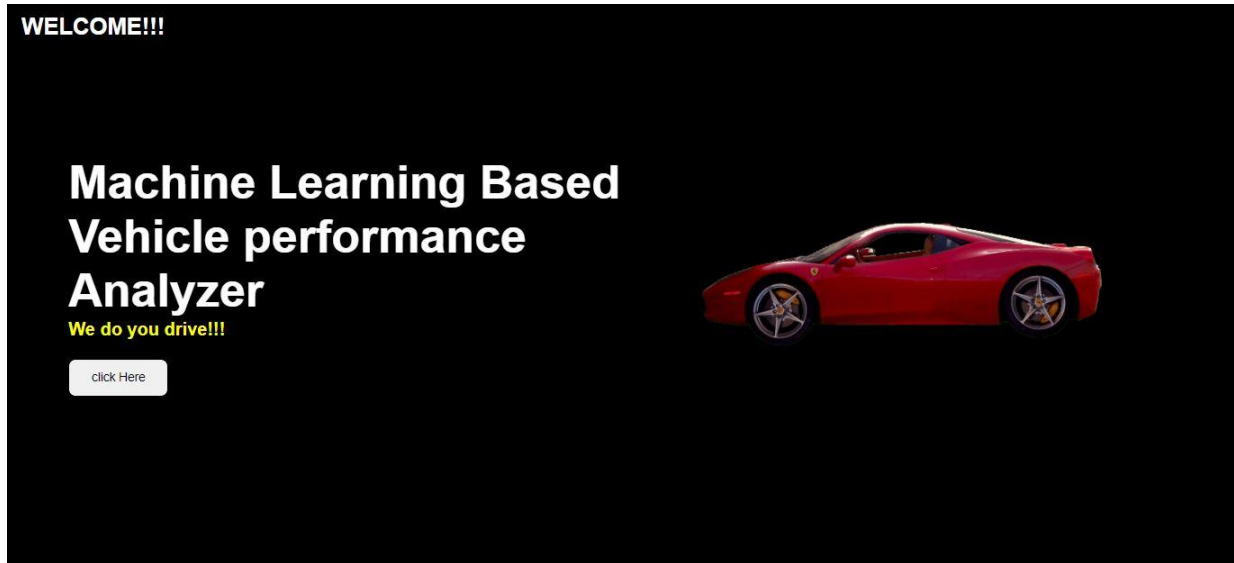 WELCOME!!!
Machine Learning Based
Vehicle performance
Analyzer
We do you drive!!!
click Here